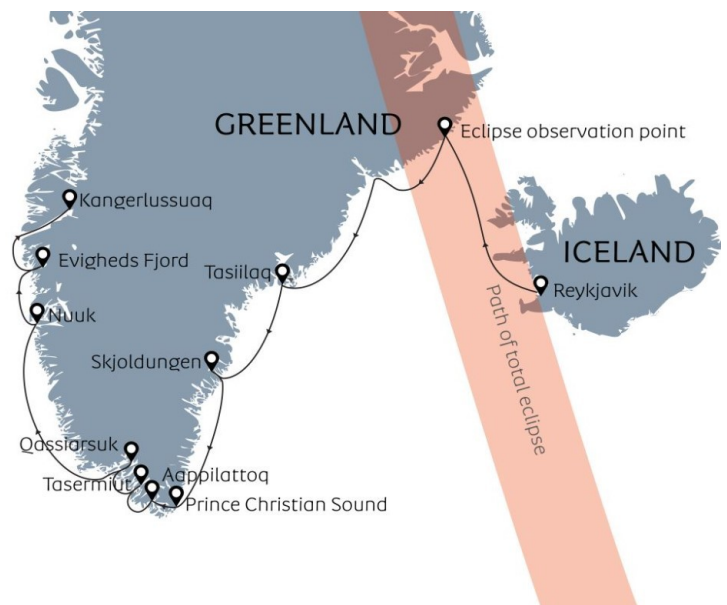 GREENLAND
Eclipse observation point
Kangerlussuaq
Evigheds Fjord
Tasiilaq
ICELAND
Nuuk
Reykjavik
Path of total eclipse
Skjoldungen
Qassiarsuk
Aappilattoq
Tasermiut
Prince Christian Sound